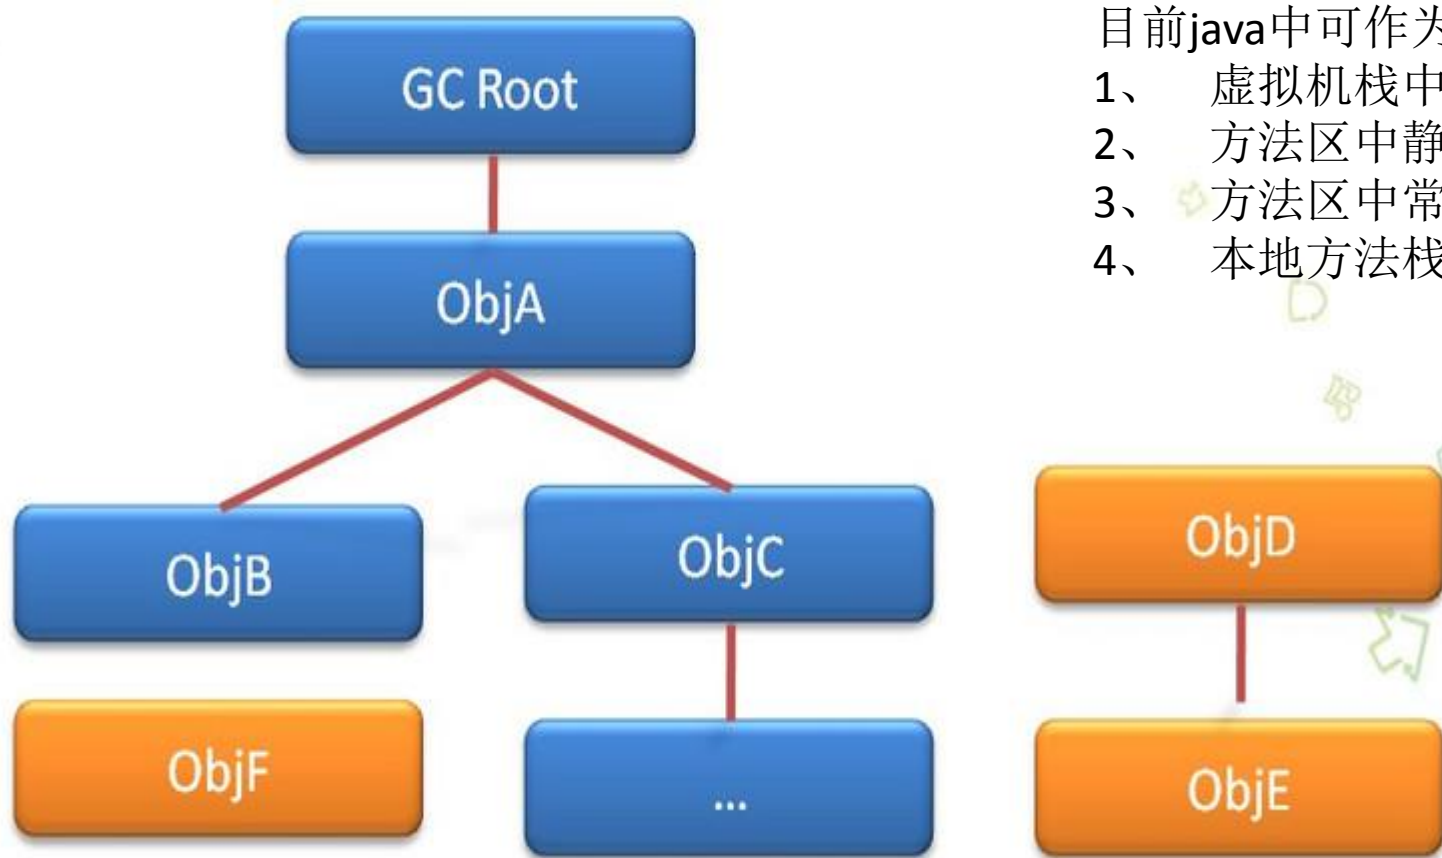 目前java中可作为
1、 虚拟机栈中
2、 方法区中静
3、 方法区中常
4、 本地方法栈
GC Root
ObjA
ObjB
ObjC
ObjD
ObjF
...
ObjE